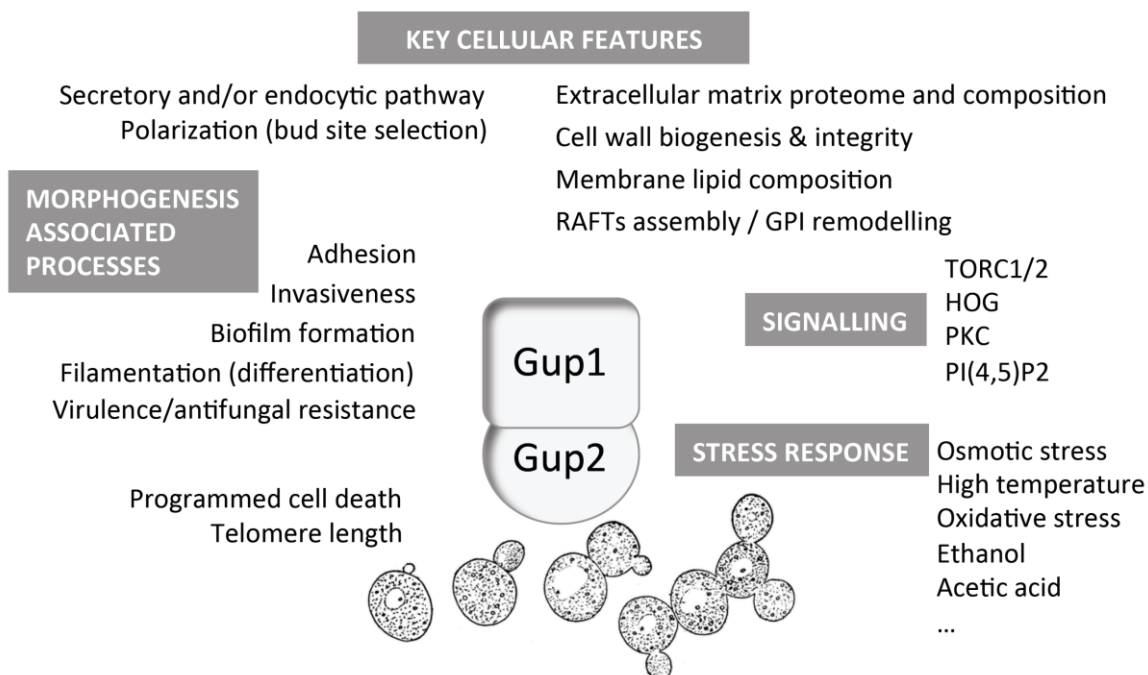 KEY CELLULAR FEATURES
Secretory and/or endocytic pathway
Polarization (bud site selection)
Extracellular matrix proteome and composition
Cell wall biogenesis & integrity
Membrane lipid composition
RAFTs assembly / GPI remodelling
MORPHOGENESIS
ASSOCIATED
PROCESSES
Adhesion
Invasiveness
Biofilm formation
Filamentation (differentiation)
Virulence/antifungal resistance
Programmed cell death
Telomere length
Gup1
Gup2
SIGNALLING
TORC1/2
HOG
PKC
PI(4,5)P2
STRESS RESPONSE
Osmotic stress
High temperature
Oxidative stress
Ethanol
Acetic acid
...